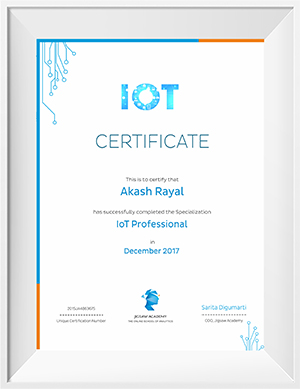 IOT
CERTIFICATE
This is to certify that
Akash Rayal
has successfully completed the Specialization
IoT Professional
in
December 2017
Sarita Digumarti
Unique Certification Number
JIGSAW ACADEMY
THE ONLINE SCHOOL OF ANALYTICS
COO, Jigsaw Academy